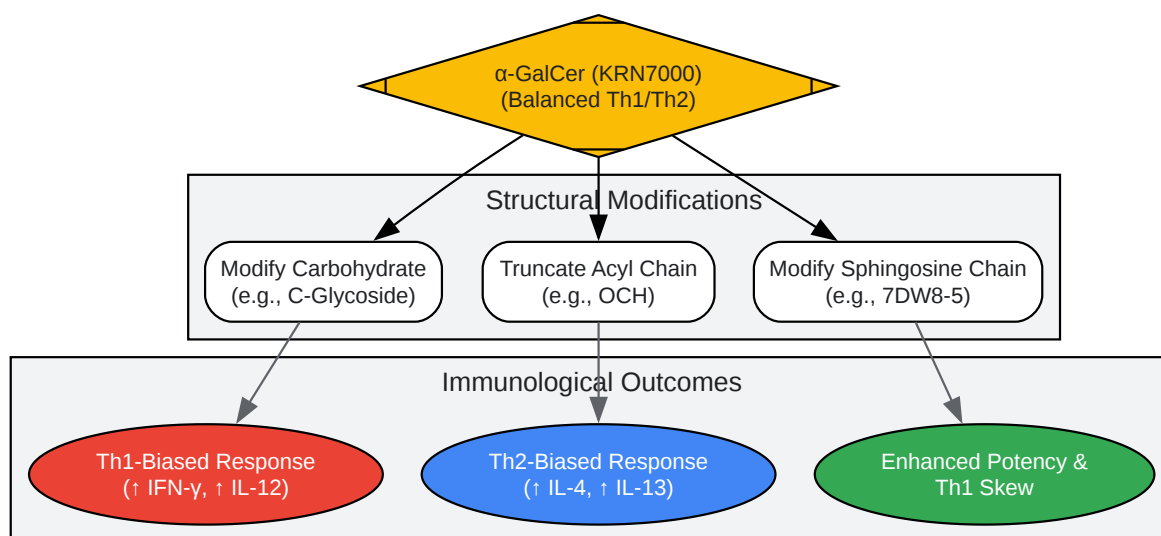 α-GalCer (KRN7000)
(Balanced Th1/Th2)
Structural Modifications
Modify Carbohydrate
(e.g., C-Glycoside)
Truncate Acyl Chain
(e.g., OCH)
Modify Sphingosine Chain
(e.g., 7DW8-5)
Immunological Outcomes
Th1-Biased Response
(↑ IFN-γ, ↑ IL-12)
Th2-Biased Response
(↑ IL-4, ↑ IL-13)
Enhanced Potency &
Th1 Skew